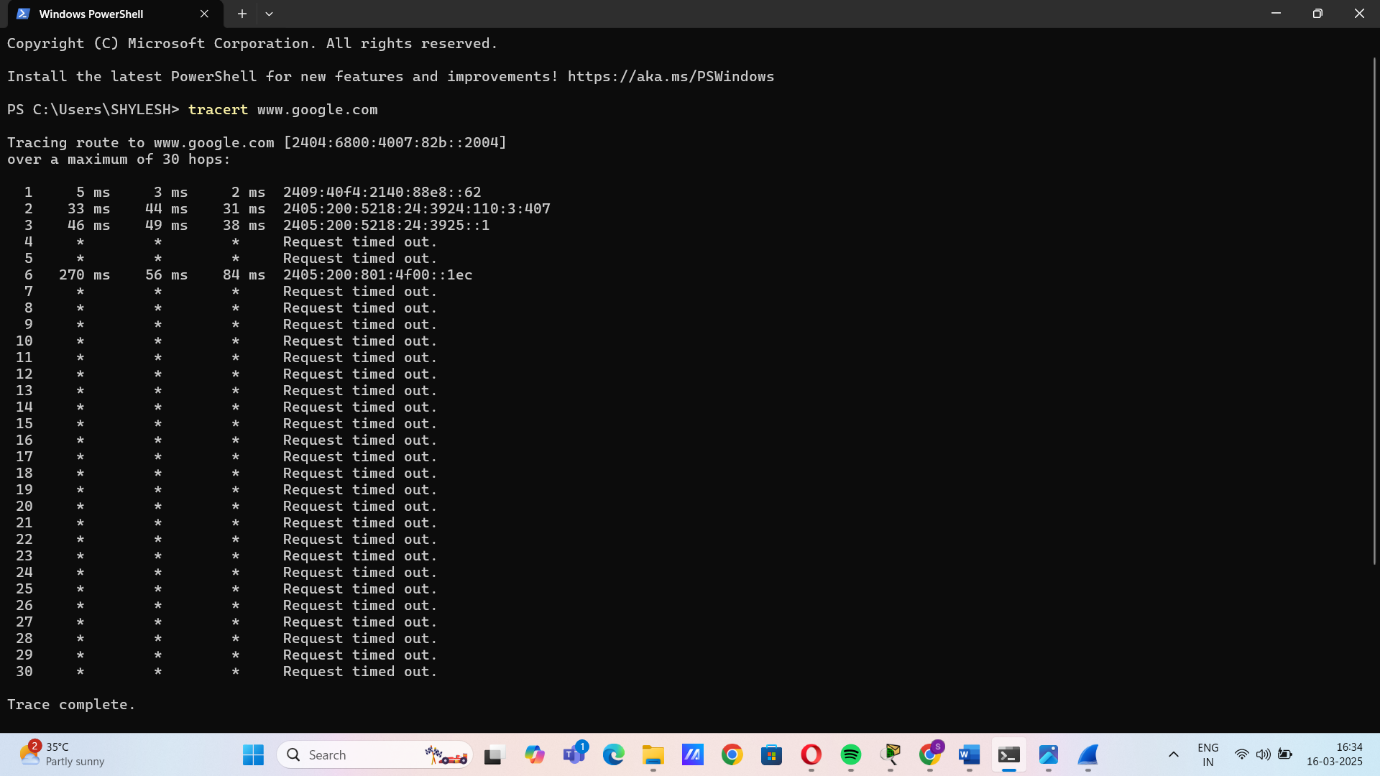 Windows PowerShell
Copyright (C) Microsoft Corporation. All rights reserved.
Install the latest PowerShell for new features and improvements! https://aka.ms/PSWindows
PS C:\Users\SHYLESH> tracert www.google.com
Tracing route to www.google.com [2404:6800:4007:82b::2004]
over a maximum of 30 hops:
1 5 ms 3 ms 2 ms 2409:40f4:2140:88e8::62
2 33 ms 44 ms 31 ms 2405:200:5218:24:3924:110:3:407
3 46 ms 49 ms 38 ms 2405:200:5218:24:3925::1
4 * * * Request timed out.
5 * * * Request timed out.
6 270 ms 56 ms 84 ms 2405:200:801:4f00::1ec
7 * * * Request timed out.
8 * * * Request timed out.
9 * * * Request timed out.
10 * * * Request timed out.
11 * * * Request timed out.
12 * * * Request timed out.
13 * * * Request timed out.
14 * * * Request timed out.
15 * * * Request timed out.
16 * * * Request timed out.
17 * * * Request timed out.
18 * * * Request timed out.
19 * * * Request timed out.
20 * * * Request timed out.
21 * * * Request timed out.
22 * * * Request timed out.
23 * * * Request timed out.
24 * * * Request timed out.
25 * * * Request timed out.
26 * * * Request timed out.
27 * * * Request timed out.
28 * * * Request timed out.
29 * * * Request timed out.
30 * * * Request timed out.
Trace complete.
2
35°C
Partly sunny
Search
1
S
ENG
IN
16:34
16-03-2025